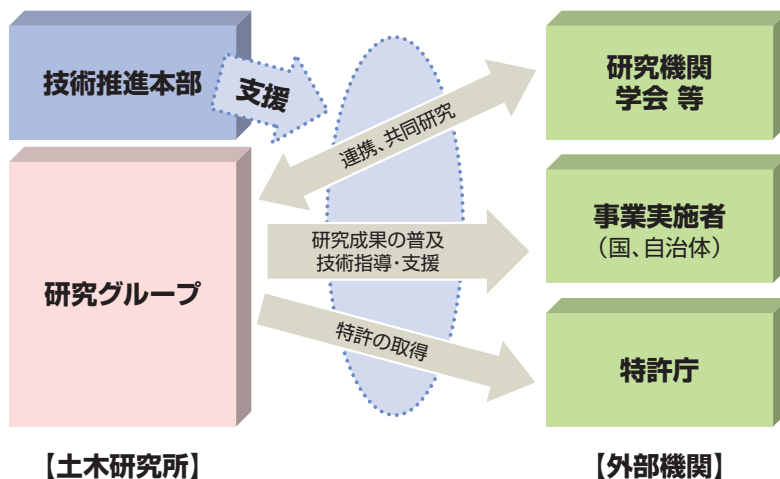 技術推進本部
支援
研究機関
学会 等
連携、共同研究
事業実施者
（国、自治体）
研究成果の普及
技術指導・支援
研究グループ
特許の取得
特許庁
【土木研究所】
【外部機関】